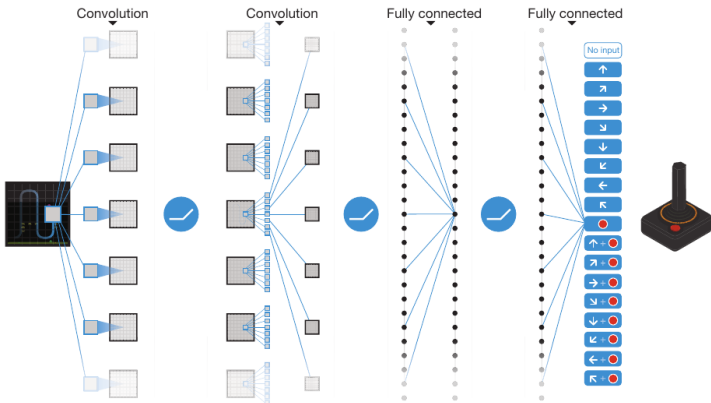 Convolution
Convolution
Fully connected
Fully connected
No input
+
+
+
+
+
+
+
+